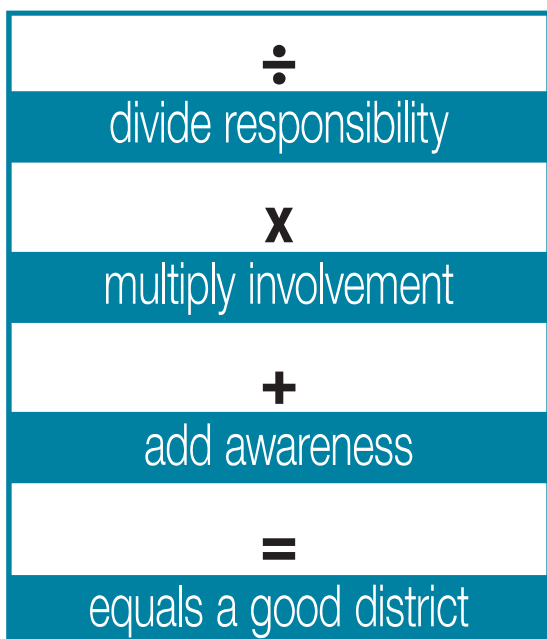 ÷
divide responsibility
x
multiply involvement
+
add awareness
=
equals a good district